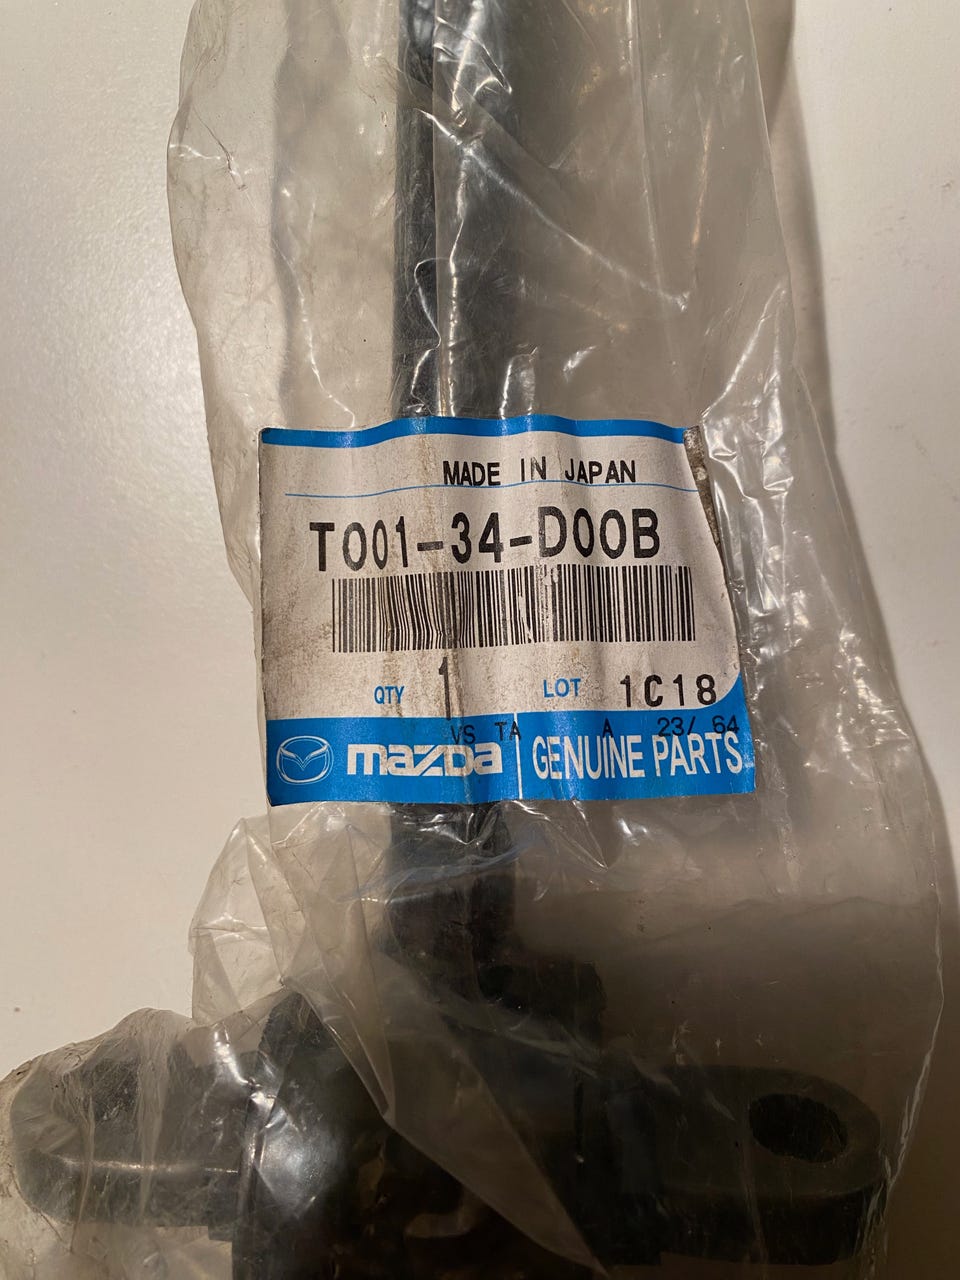 MADE IN JAPAN
T001-34-D00B
QTY 1 LOT 1C18
VS TA A 23/ 64
mazda GENUINE PARTS